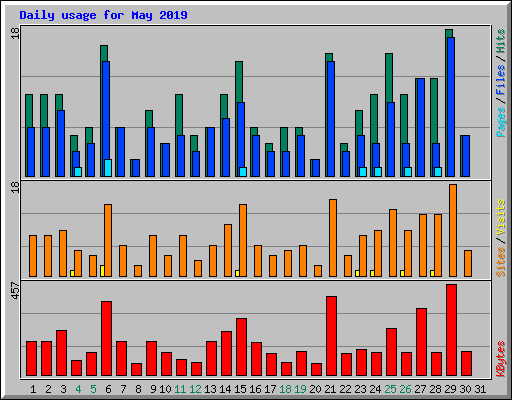 Daily usage for May 2019
18
Pages/Files/Hits
18
Sites/Visits
457
KBytes
1 2 3 4 5 6 7 8 9 10 11 12 13 14 15 16 17 18 19 20 21 22 23 24 25 26 27 28 29 30 31